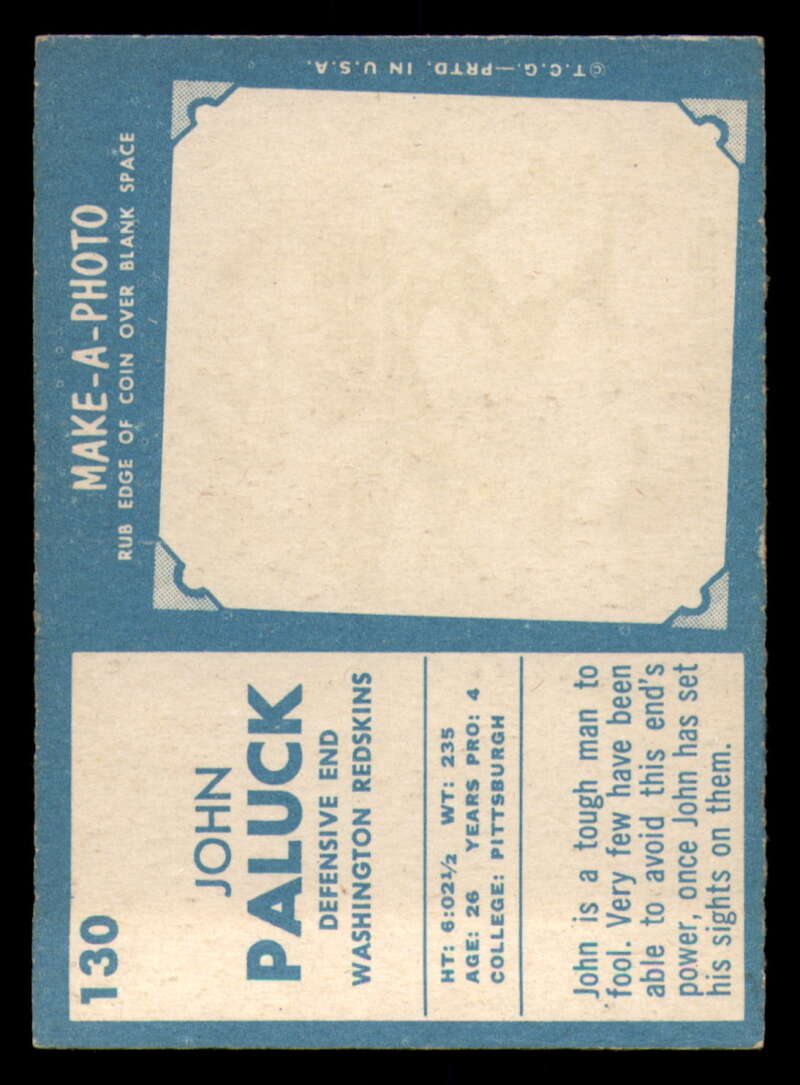 130
JOHN
PALUCK
DEFENSIVE END
WASHINGTON REDSKINS
HT: 6:02½ WT: 235
AGE: 26 YEARS PRO: 4
COLLEGE: PITTSBURGH
John is a tough man to
fool. Very few have been
able to avoid this end's
power, once John has set
his sights on them.
MAKE-A-PHOTO
RUB EDGE OF COIN OVER BLANK SPACE
©T.C.G.—PRTD. IN U.S.A.